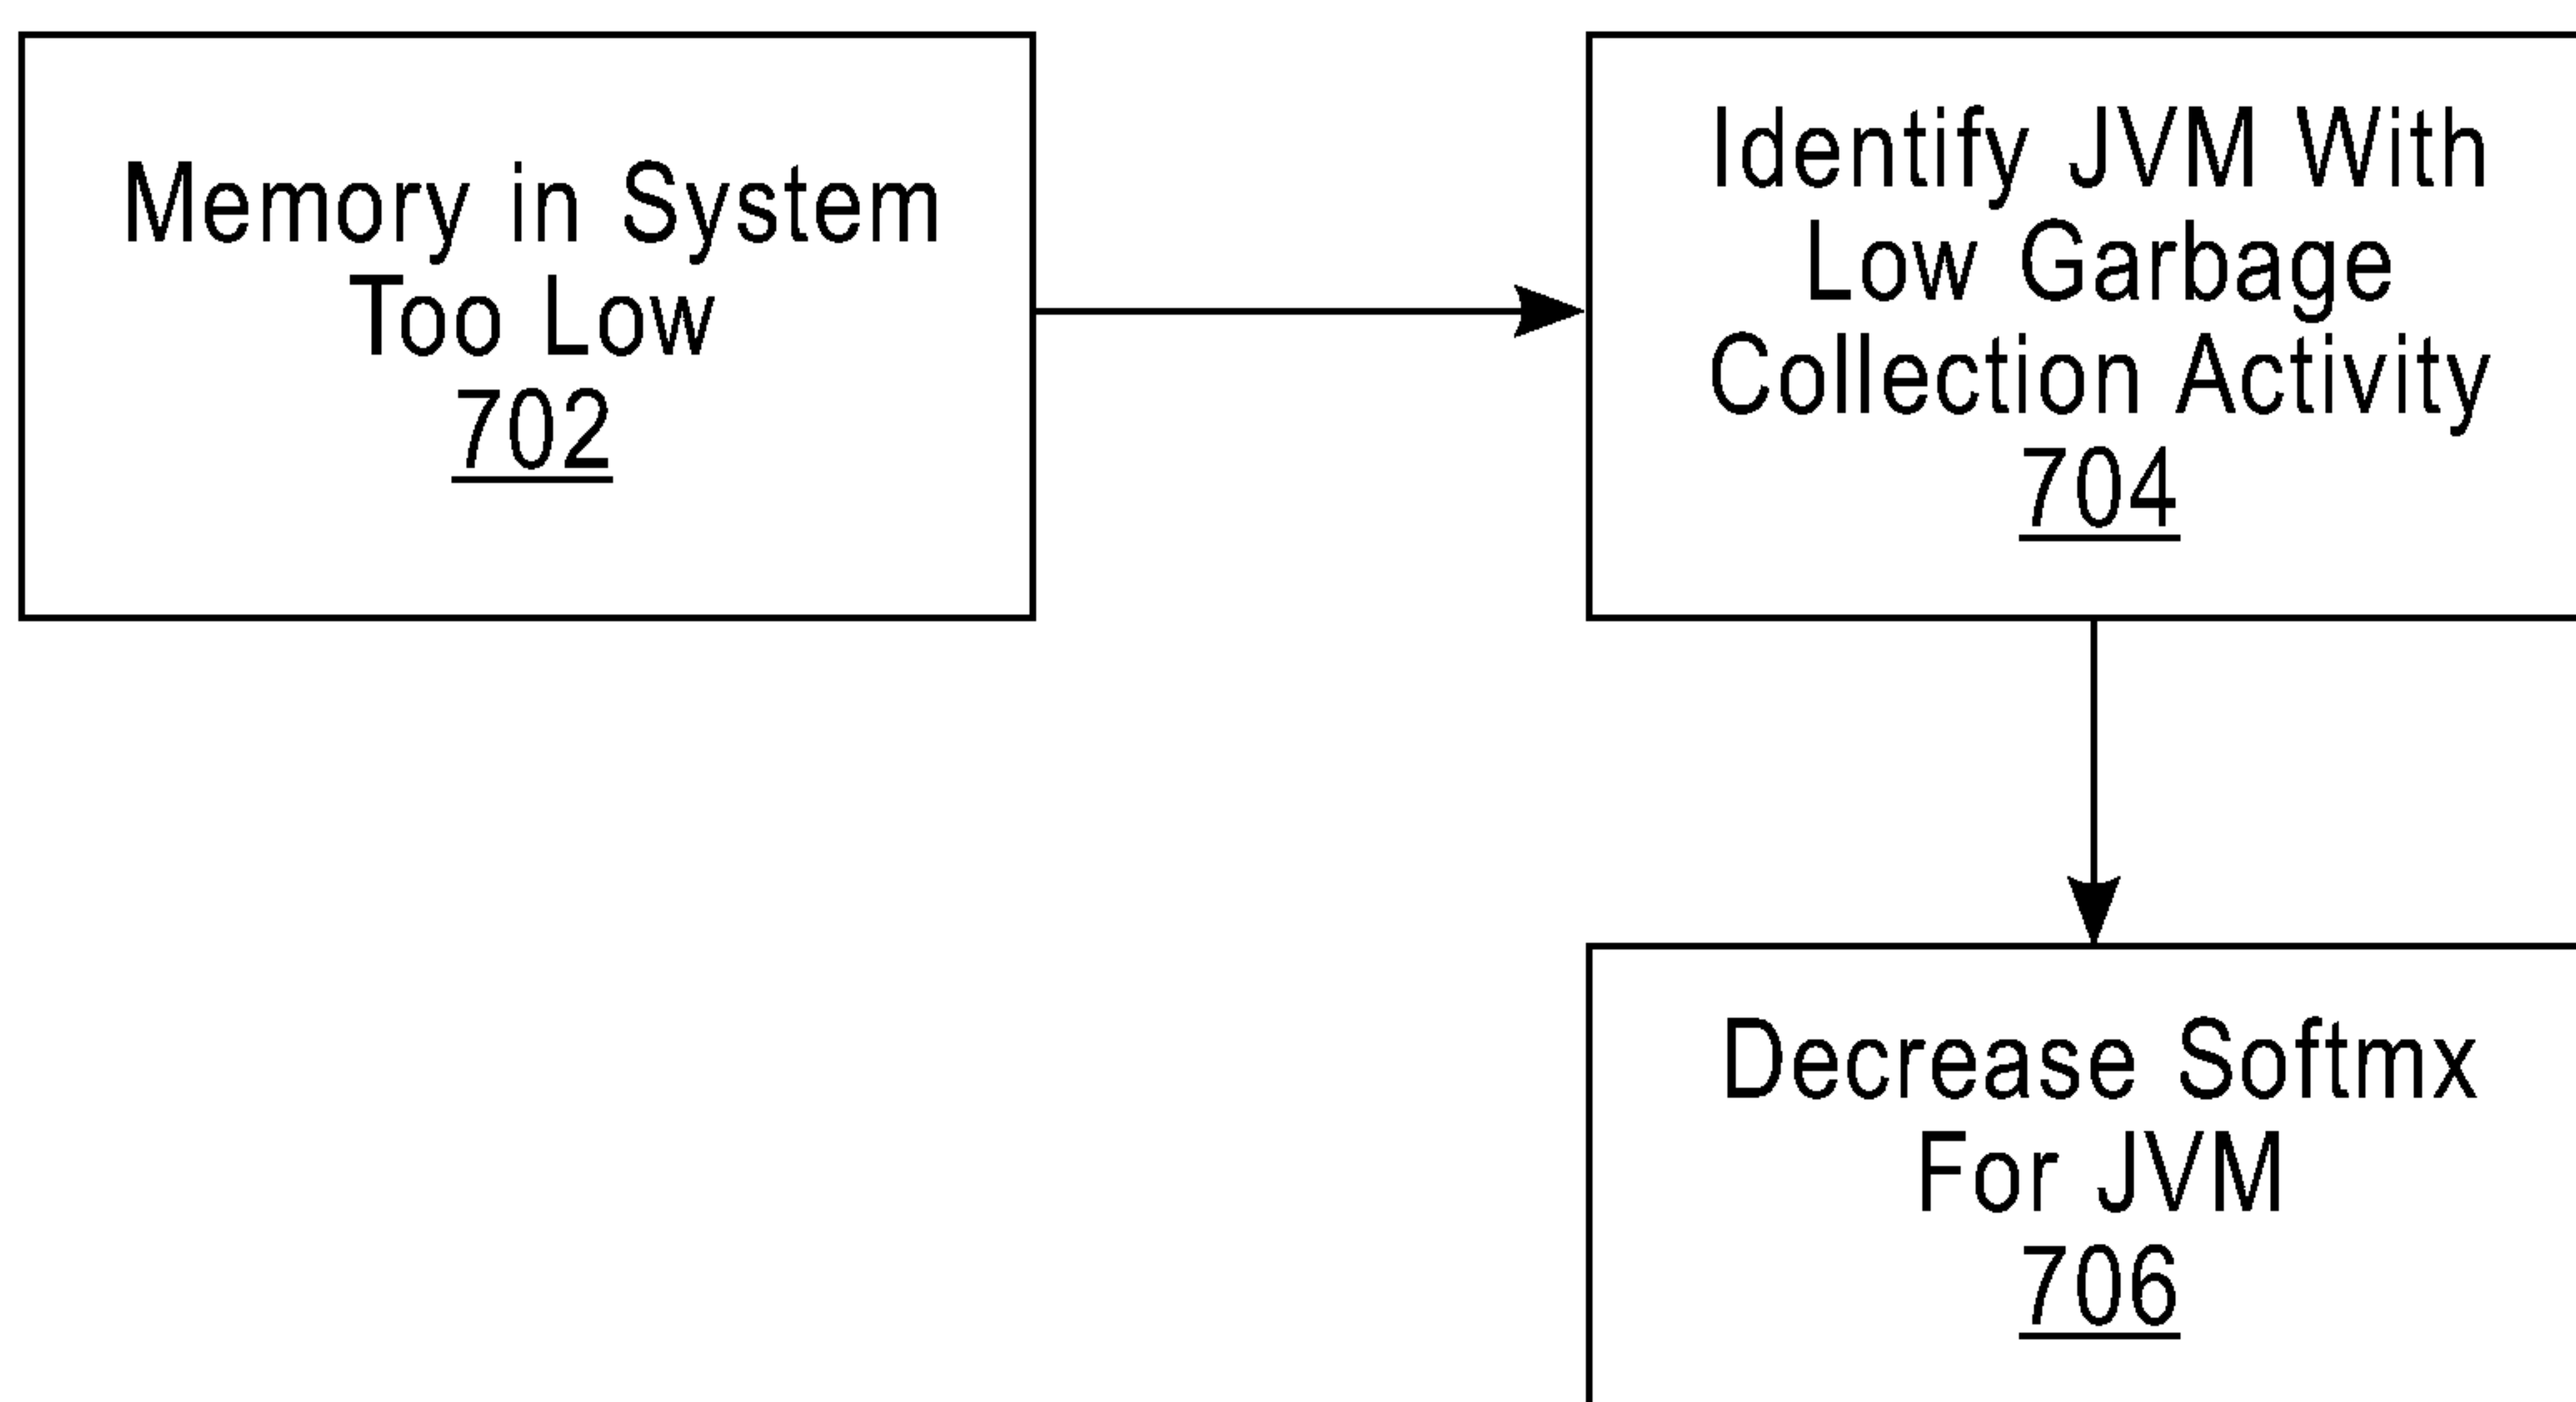 Memory in System
Too Low
702
Identify JVM With
Low Garbage
Collection Activity
704
Decrease Softmx
For JVM
706